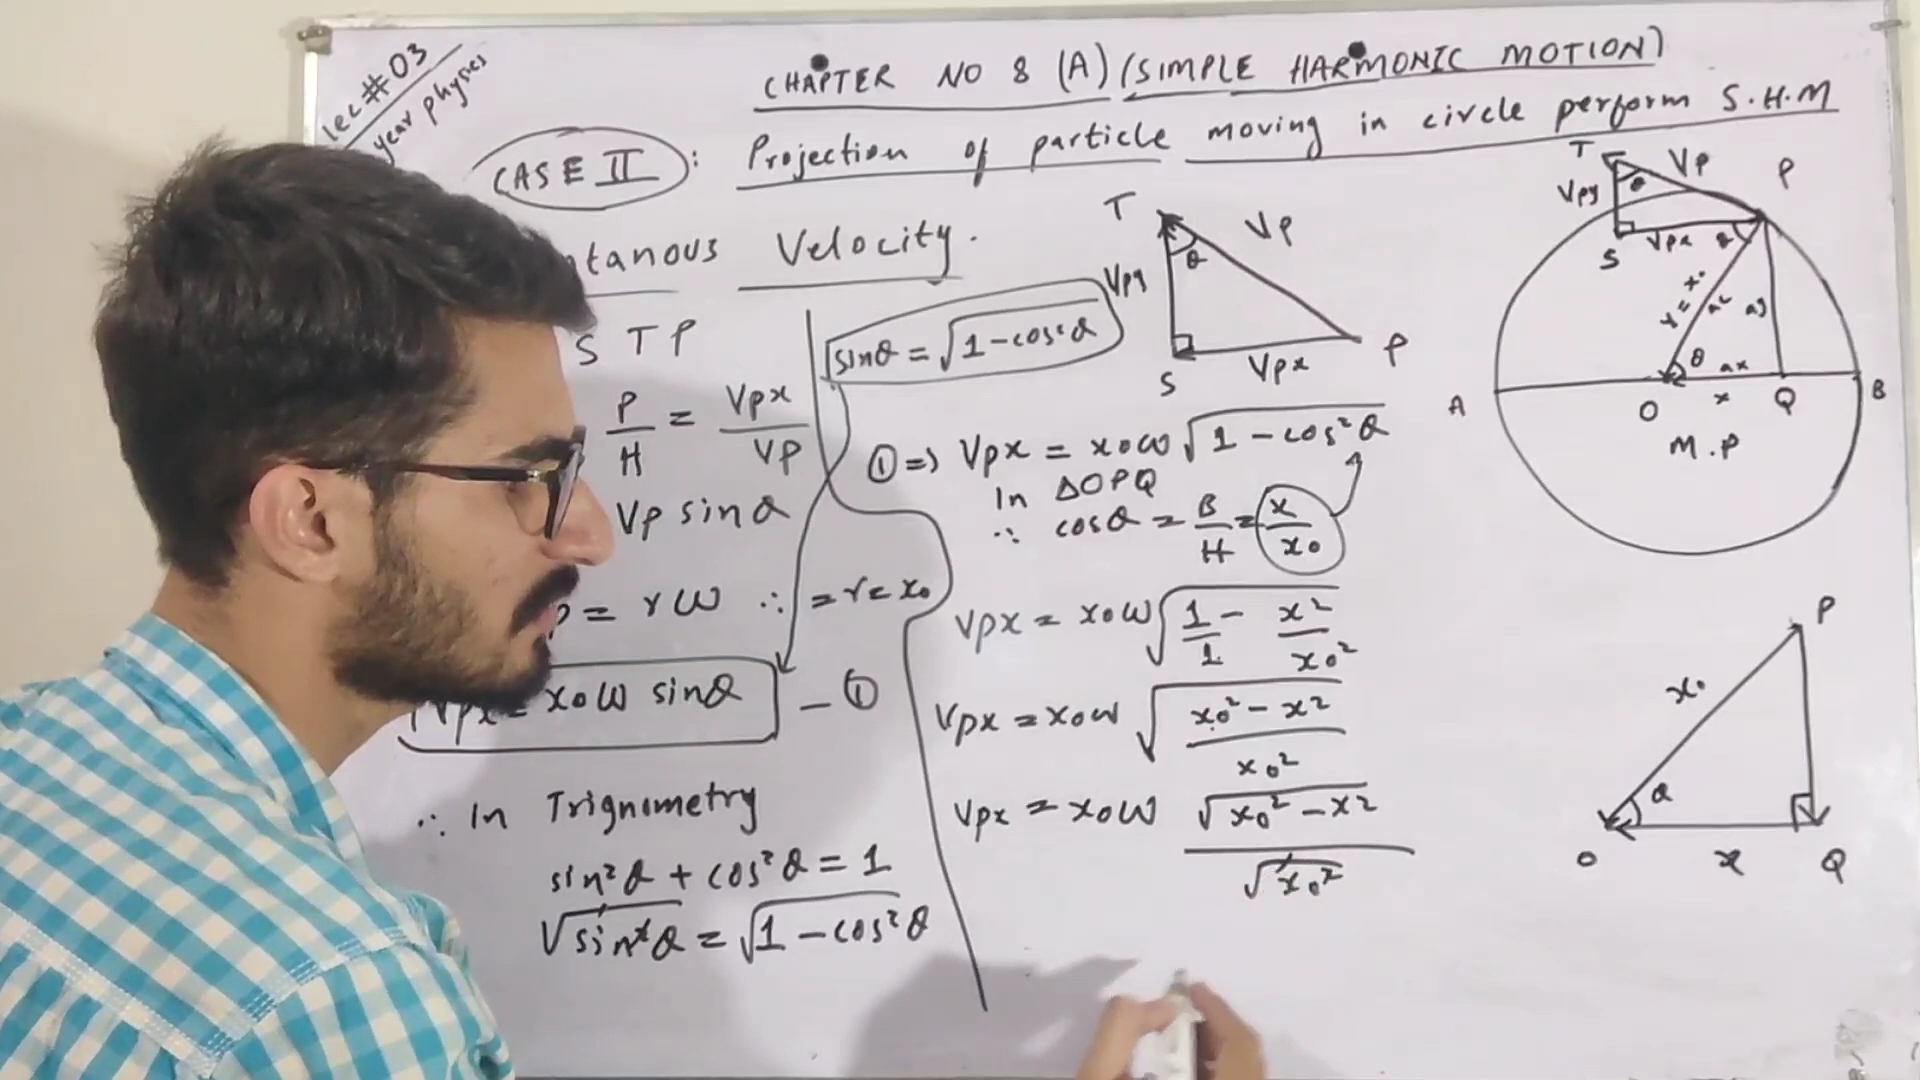 Lec#03
year physics
CHAPTER NO 8 (A) (SIMPLE HARMONIC MOTION)
CASE II : Projection of particle moving in circle perform S.H.M
tanous Velocity.
S T P
P/H = Vpx/VP
Vp sinθ
= rω ∴ = r = x₀
Vpx = x₀ω sinθ — ①
∴ In Trignometry
sin²θ + cos²θ = 1
√sin²θ = √1 - cos²θ
sinθ = √1 - cos²θ
① => Vpx = x₀ω √1 - cos²θ
In ΔOPQ
∴ cosθ = B/H = x/x₀
Vpx = x₀ω √1/1 - x²/x₀²
Vpx = x₀ω √x₀² - x²/x₀²
Vpx = x₀ω √x₀² - x²/√x₀²
T
Vp
Vpy
θ
S
Vpx
P
T
Vp
P
Vpy
θ
S
Vpx
θ
ay
θ
ax
A
O
x
Q
B
M.P
P
x₀
θ
O
x
Q